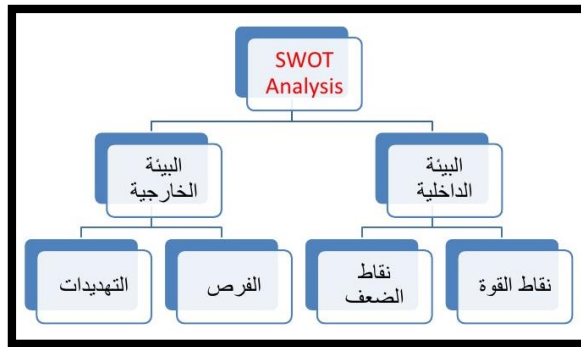 SWOT
Analysis
البيئة
الداخلية
البيئة
الخارجية
نقاط القوة
نقاط
الضعف
الفرص
التهديدات